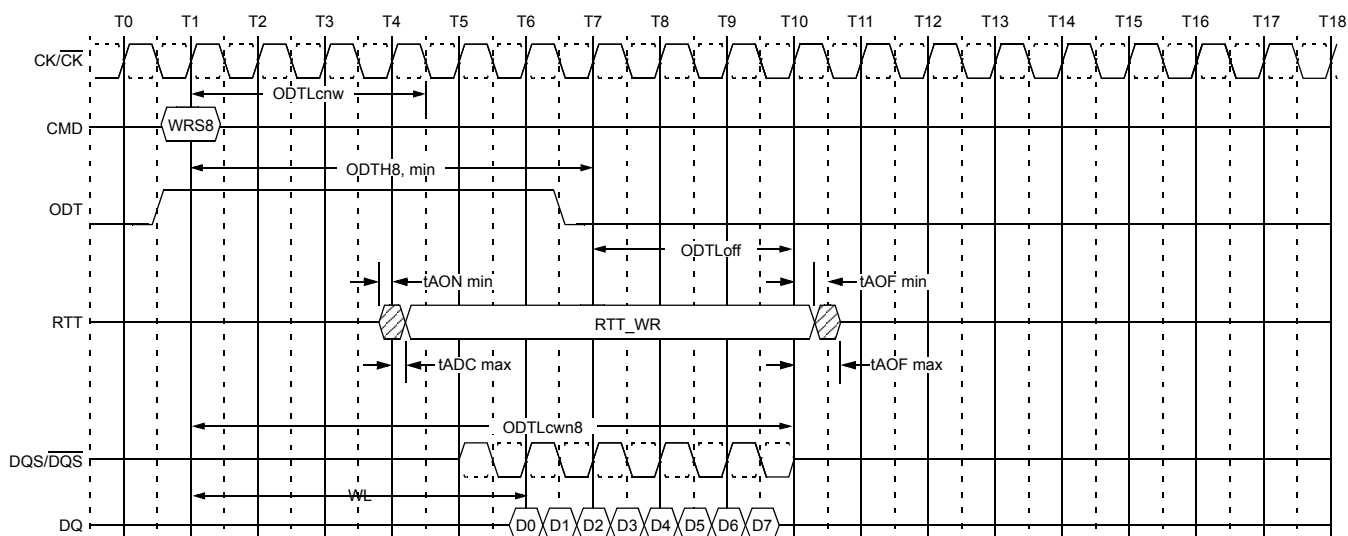 T0 T1 T2 T3 T4 T5 T6 T7 T8 T9 T10 T11 T12 T13 T14 T15 T16 T17 T18
CK/CK
ODTLcnw
CMD WRS8
ODTH8, min
ODT
ODTLoff
tAON min tAOF min
RTT RTT_WR
tADC max tAOF max
ODTLcwn8
DQS/DQS
WL
DQ D0 D1 D2 D3 D4 D5 D6 D7